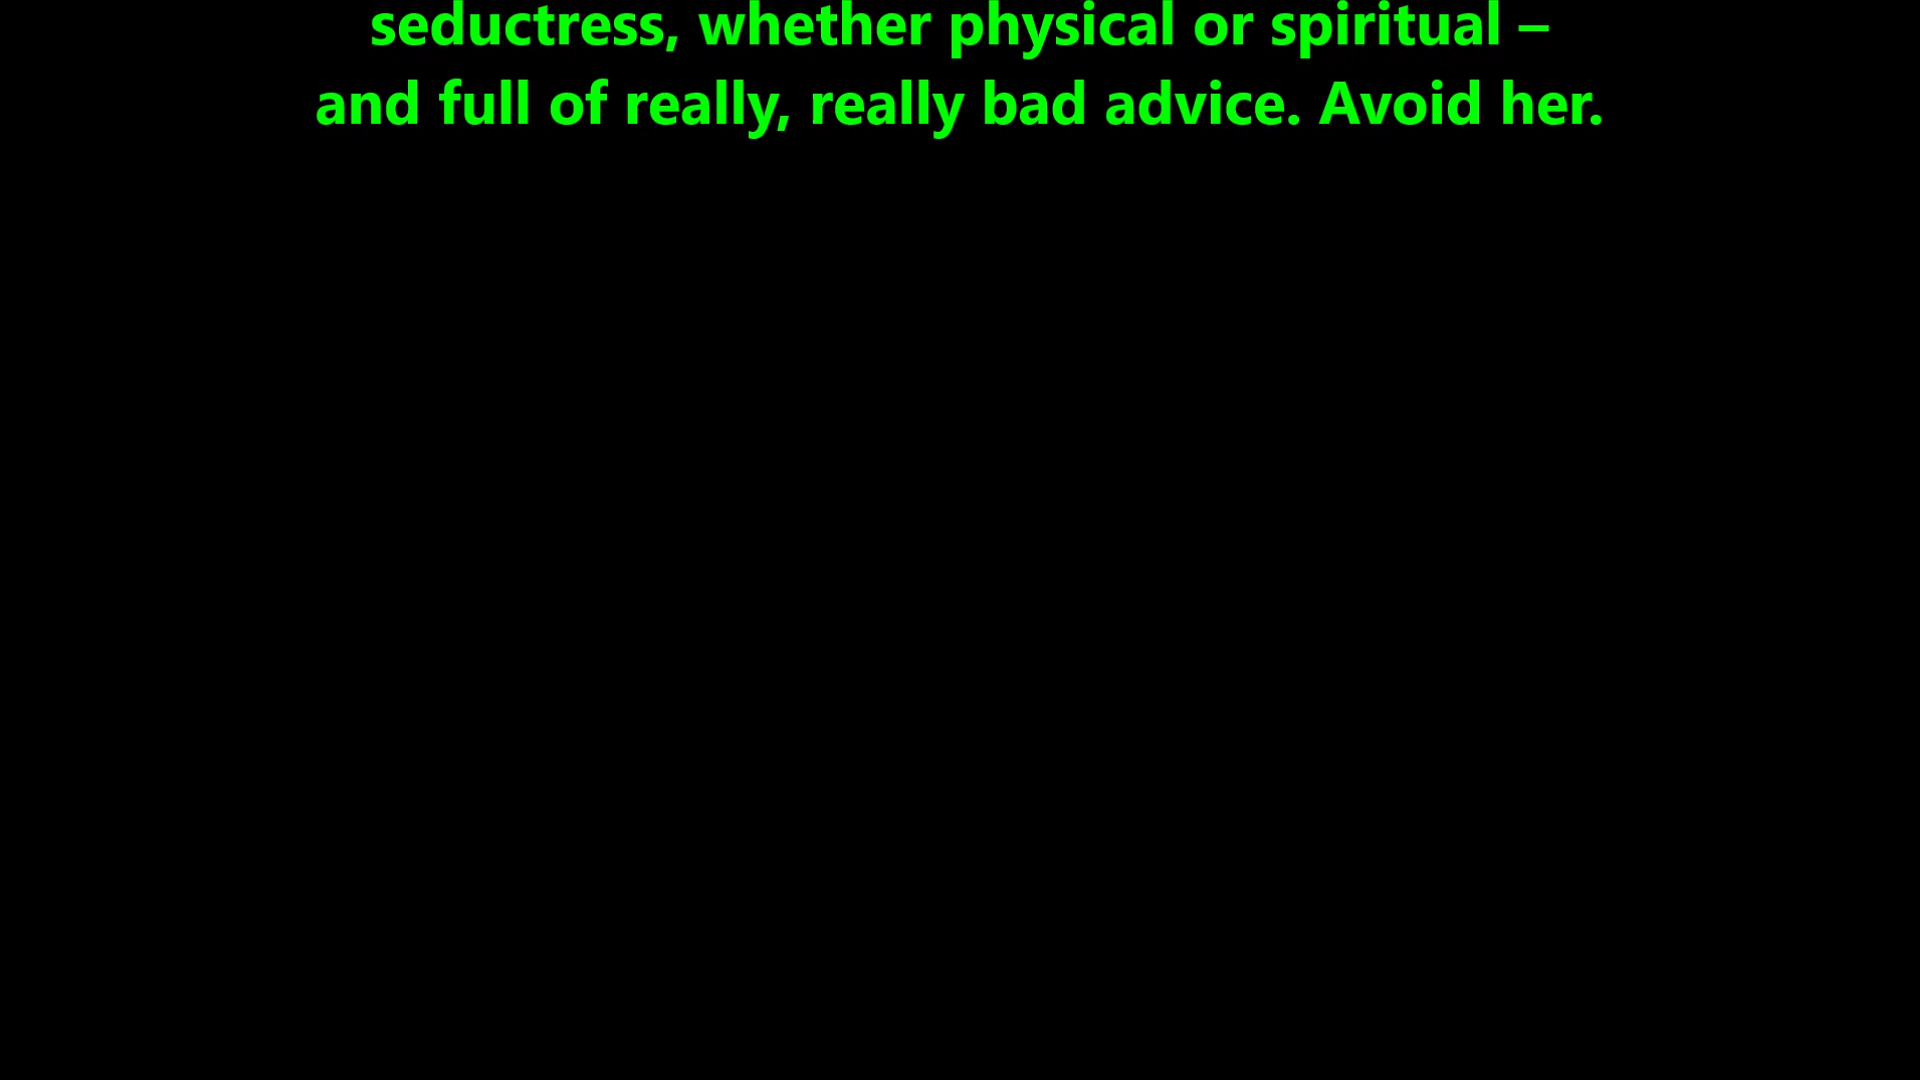 seductress, whether physical or spiritual –
and full of really, really bad advice. Avoid her.